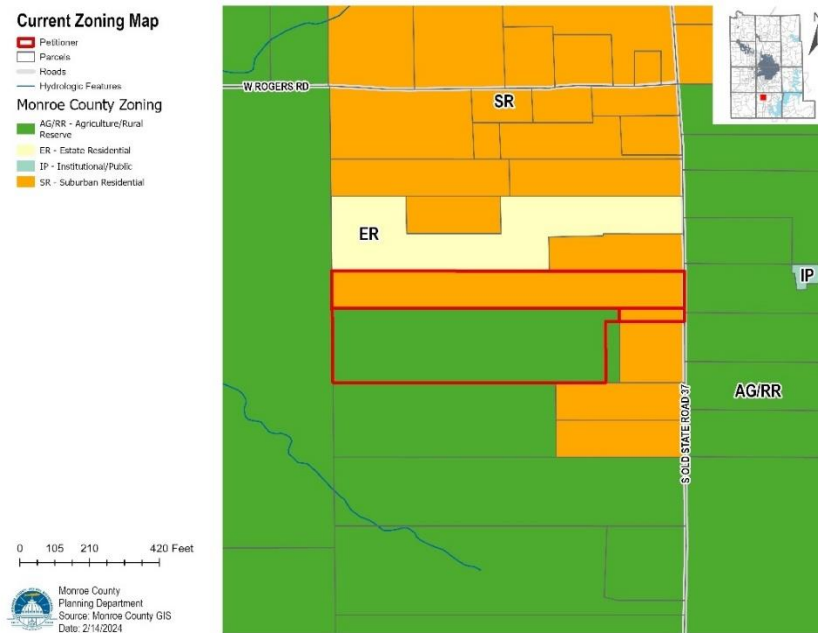 Current Zoning Map
Petitioner
Parcels
Roads
Hydrologic Features
Monroe County Zoning
AG/RR - Agriculture/Rural
Reserve
ER - Estate Residential
IP - Institutional/Public
SR - Suburban Residential
0 105 210 420 Feet
Monroe County
Planning Department
Source: Monroe County GIS
Date: 2/14/2024
N
W ROGERS RD
SR
ER
IP
AG/RR
S OLD STATE ROAD 37